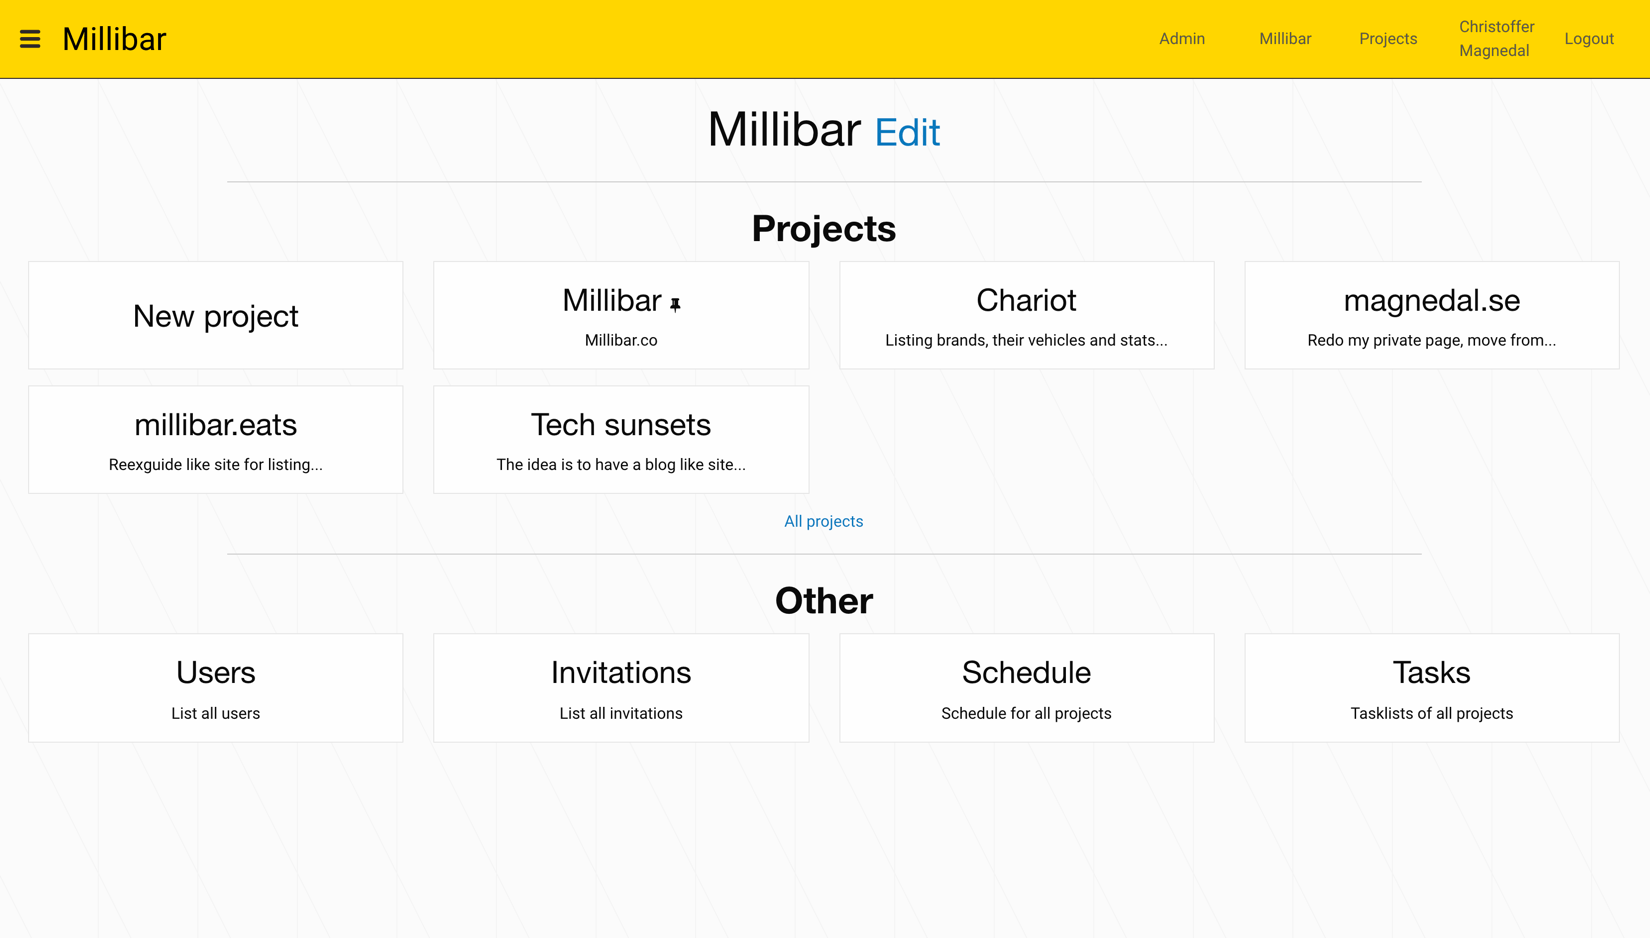 Millibar
Admin
Millibar
Projects
Christoffer
Magnedal
Logout
Millibar Edit
Projects
New project
Millibar
Millibar.co
Chariot
Listing brands, their vehicles and stats...
magnedal.se
Redo my private page, move from...
millibar.eats
Reexguide like site for listing...
Tech sunsets
The idea is to have a blog like site...
All projects
Other
Users
List all users
Invitations
List all invitations
Schedule
Schedule for all projects
Tasks
Tasklists of all projects